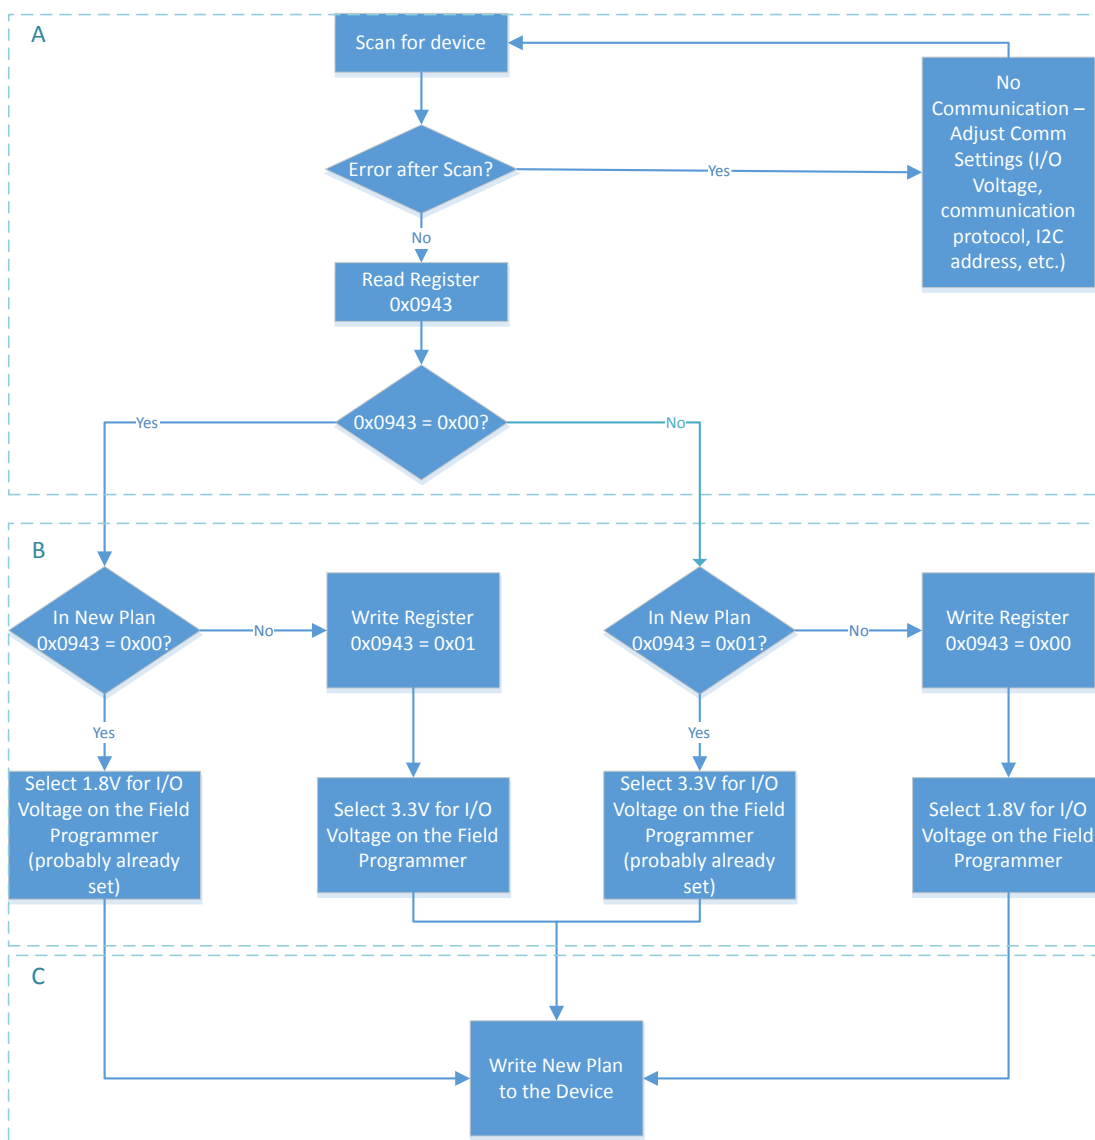 A
Scan for device
No
Communication –
Adjust Comm
Settings (I/O
Voltage,
communication
protocol, I2C
address, etc.)
Error after Scan?
Yes
No
Read Register
0x0943
0x0943 = 0x00?
Yes
No
B
In New Plan
0x0943 = 0x00?
No
Write Register
0x0943 = 0x01
In New Plan
0x0943 = 0x01?
No
Write Register
0x0943 = 0x00
Yes
Yes
Select 1.8V for I/O
Voltage on the Field
Programmer
(probably already
set)
Select 3.3V for I/O
Voltage on the Field
Programmer
Select 3.3V for I/O
Voltage on the Field
Programmer
(probably already
set)
Select 1.8V for I/O
Voltage on the Field
Programmer
C
Write New Plan
to the Device